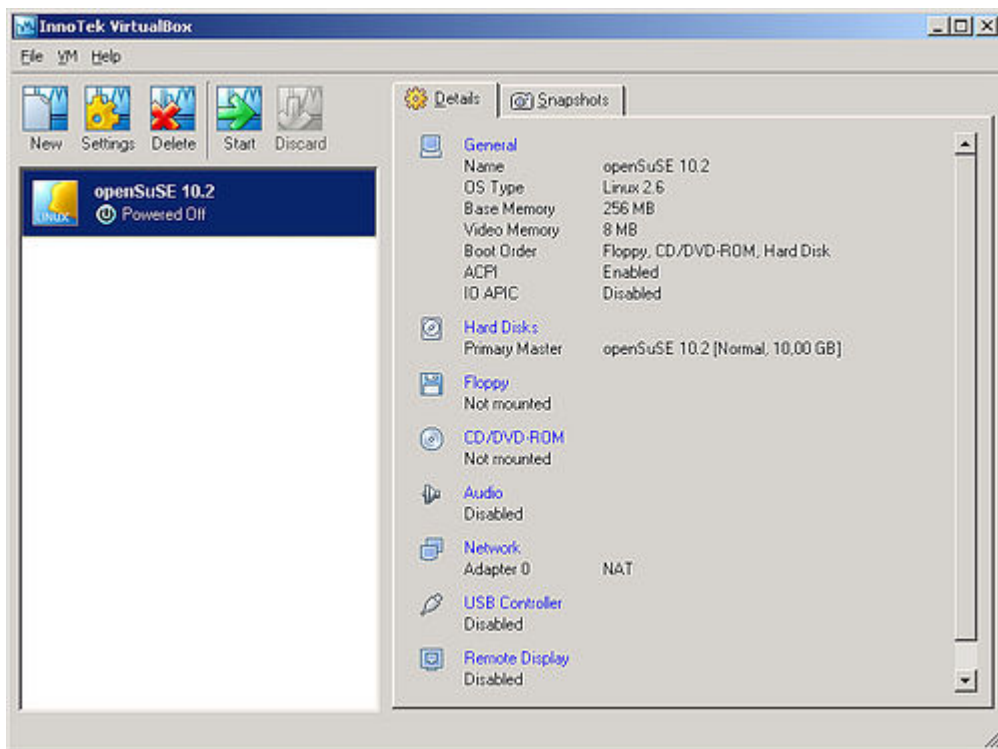 InnoTek VirtualBox
File VM Help
New Settings Delete Start Discard
Details Snapshots
LINUX
openSuSE 10.2
Powered Off
General
Name openSuSE 10.2
OS Type Linux 2.6
Base Memory 256 MB
Video Memory 8 MB
Boot Order Floppy, CD/DVD-ROM, Hard Disk
ACPI Enabled
IO APIC Disabled
Hard Disks
Primary Master openSuSE 10.2 [Normal, 10,00 GB]
Floppy
Not mounted
CD/DVD-ROM
Not mounted
Audio
Disabled
Network
Adapter 0 NAT
USB Controller
Disabled
Remote Display
Disabled